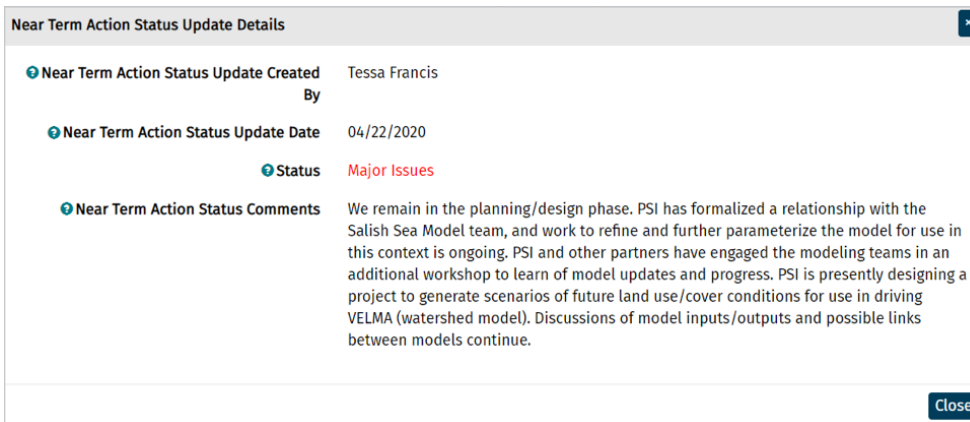 Near Term Action Status Update Details
Near Term Action Status Update Created By
Tessa Francis
Near Term Action Status Update Date
04/22/2020
Status
Major Issues
Near Term Action Status Comments
We remain in the planning/design phase. PSI has formalized a relationship with the
Salish Sea Model team, and work to refine and further parameterize the model for use in
this context is ongoing. PSI and other partners have engaged the modeling teams in an
additional workshop to learn of model updates and progress. PSI is presently designing a
project to generate scenarios of future land use/cover conditions for use in driving
VELMA (watershed model). Discussions of model inputs/outputs and possible links
between models continue.
Close